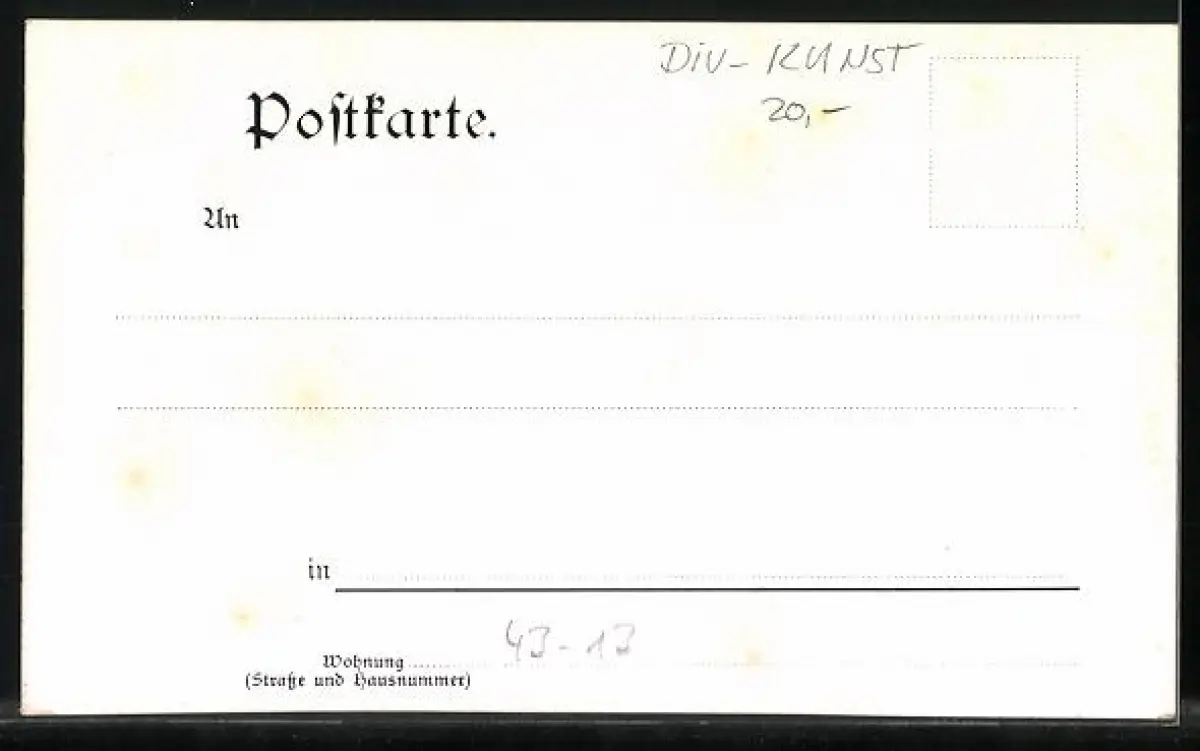 DIV- KUNST
20,-
Poſtkarte.
An
in
43-13
Wohnung
(Straße und Hausnummer)